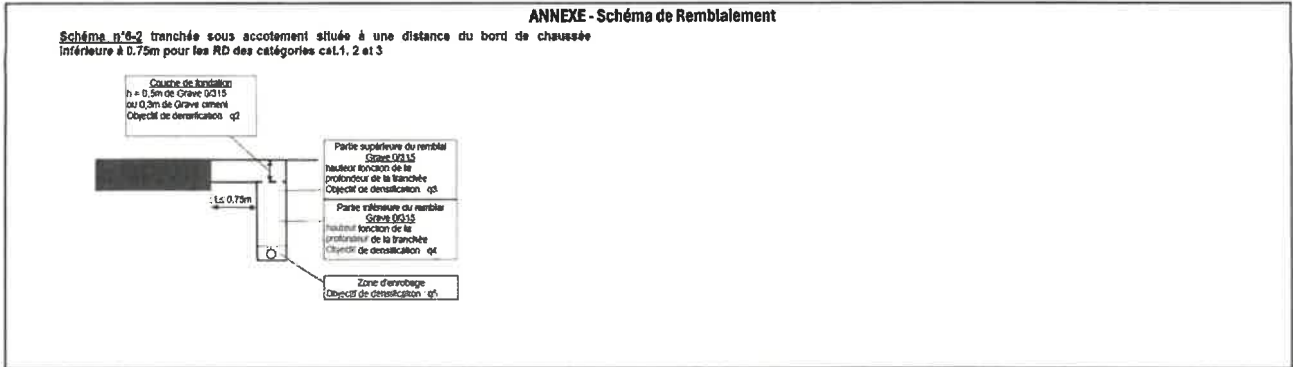 ANNEXE - Schéma de Remblaiement
Schéma n°6-2 tranchée sous accotement située à une distance du bord de chaussée
inférieure à 0.75m pour les RD des catégories cat.1, 2 et 3
Couche de fondation
h = 0,5m de Grave 0/315
ou 0,3m de Grave ciment
Objectif de densification q2
Partie supérieure du remblai
Grave 0/315
hauteur fonction de la
profondeur de la tranchée
Objectif de densification q3
L≤ 0.75m
Partie inférieure du remblai
Grave 0/315
hauteur fonction de la
profondeur de la tranchée
Objectif de densification q4
Zone d'enrobage
Objectif de densification q5